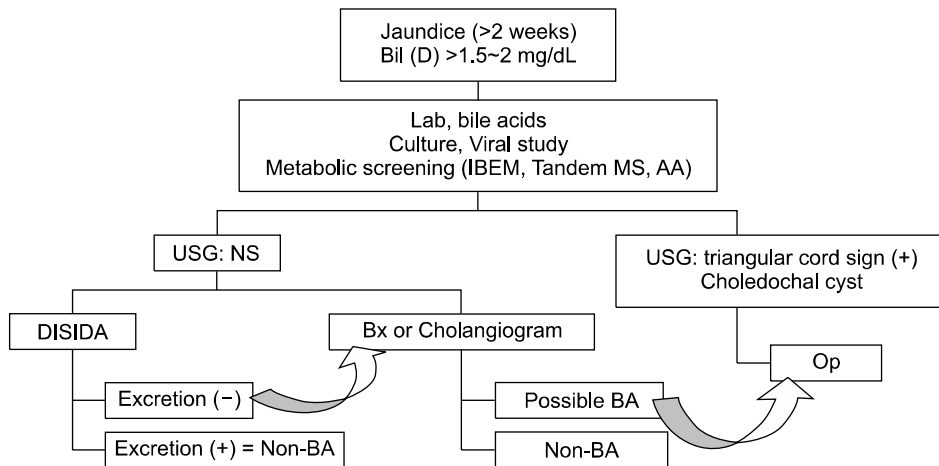 Jaundice (>2 weeks)
Bil (D) >1.5~2 mg/dL
Lab, bile acids
Culture, Viral study
Metabolic screening (IBEM, Tandem MS, AA)
USG: NS
USG: triangular cord sign (+)
Choledochal cyst
DISIDA
Bx or Cholangiogram
Op
Excretion (−)
Possible BA
Excretion (+) = Non-BA
Non-BA